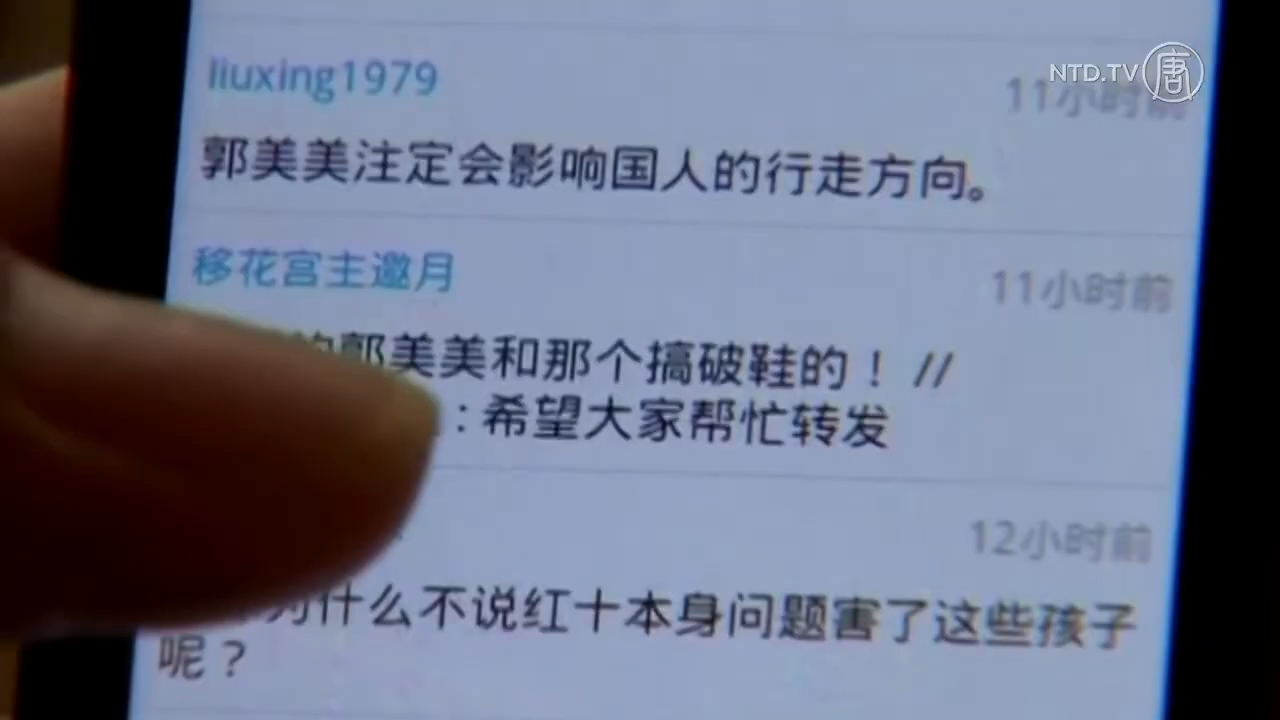 NTD.TV 唐
liuxing1979
11小时前
郭美美注定会影响国人的行走方向。
移花宫主邀月
11小时前
的郭美美和那个搞破鞋的！//
：希望大家帮忙转发
12小时前
为什么不说红十本身问题害了这些孩子
呢？